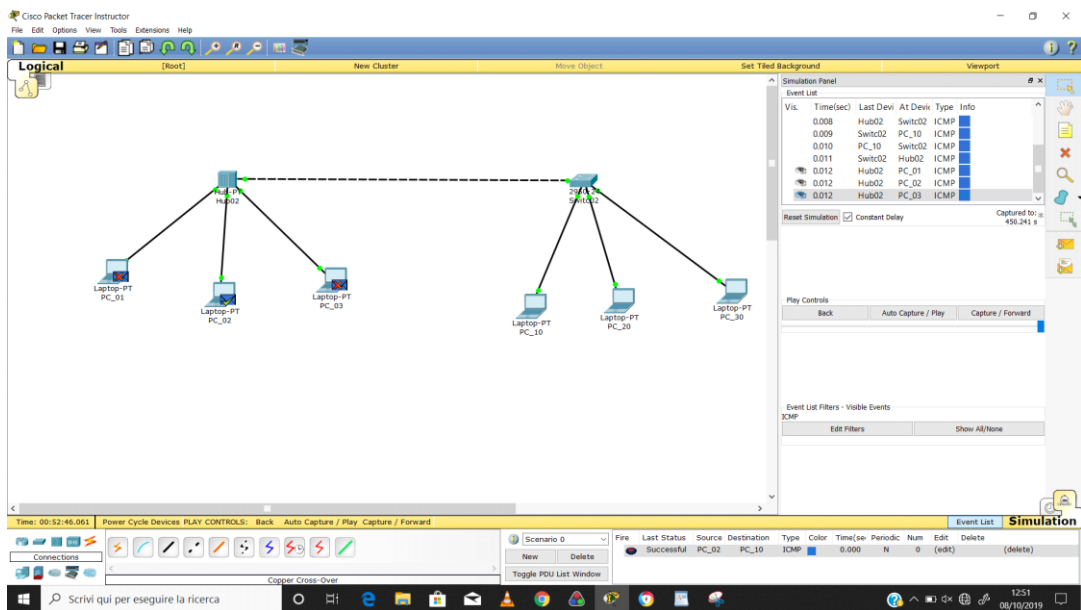 Cisco Packet Tracer Instructor
File Edit Options View Tools Extensions Help
Logical [Root] New Cluster Move Object Set Tiled Background Viewport
Simulation Panel
Event List
Vis. Time(sec) Last Devi At Device Type Info
0.008 Hub02 Switc02 ICMP
0.009 Switc02 PC_10 ICMP
0.010 PC_10 Switc02 ICMP
0.011 Switc02 Hub02 ICMP
0.012 Hub02 PC_01 ICMP
0.012 Hub02 PC_02 ICMP
0.012 Hub02 PC_03 ICMP
Reset Simulation Constant Delay Captured to:
450.241 s
Play Controls
Back Auto Capture / Play Capture / Forward
Event List Filters - Visible Events
ICMP
Edit Filters Show All/None
Hub-PT
Hub02
2950-24
Switc02
Laptop-PT
PC_01
Laptop-PT
PC_02
Laptop-PT
PC_03
Laptop-PT
PC_10
Laptop-PT
PC_20
Laptop-PT
PC_30
Time: 00:52:46.061 Power Cycle Devices PLAY CONTROLS: Back Auto Capture / Play Capture / Forward
Event List Simulation
Connections
Copper Cross-Over
Scenario 0
New Delete
Toggle PDU List Window
Fire Last Status Source Destination Type Color Time(se Periodic Num Edit Delete
Successful PC_02 PC_10 ICMP 0.000 N 0 (edit) (delete)
Scrivi qui per eseguire la ricerca
12:51
08/10/2019